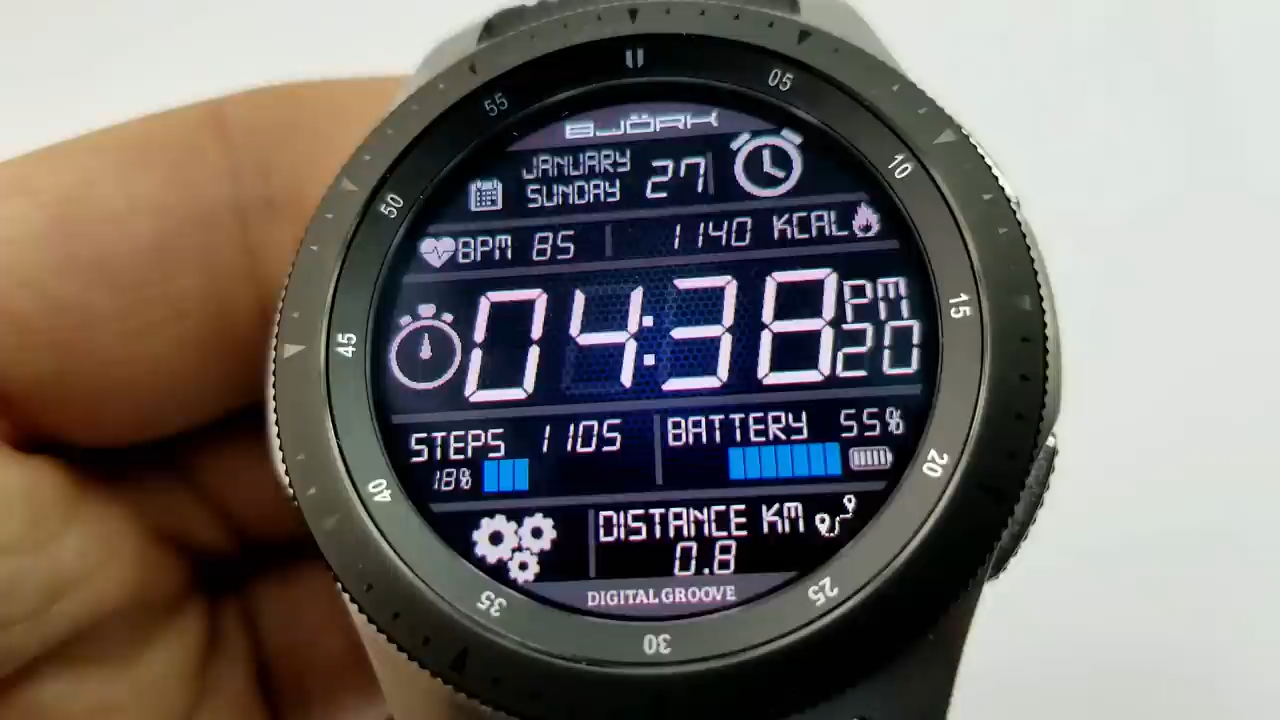 05
55
10
50
15
45
20
40
25
35
30
BJÖRK
JANUARY
SUNDAY 27
BPM 85 1140 KCAL
04:38 PM
20
STEPS 1105 BATTERY 55%
18%
DISTANCE KM
0.8
DIGITAL GROOVE